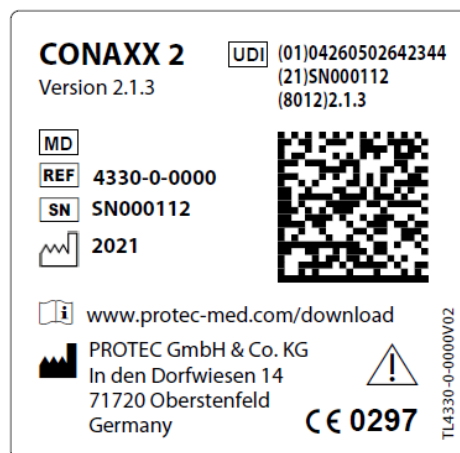 CONAXX 2
Version 2.1.3
UDI (01)04260502642344
(21)SN000112
(8012)2.1.3
MD
REF 4330-0-0000
SN SN000112
2021
www.protec-med.com/download
PROTEC GmbH & Co. KG
In den Dorfwiesen 14
71720 Oberstenfeld
Germany
CE 0297
TL4330-0-0000V02